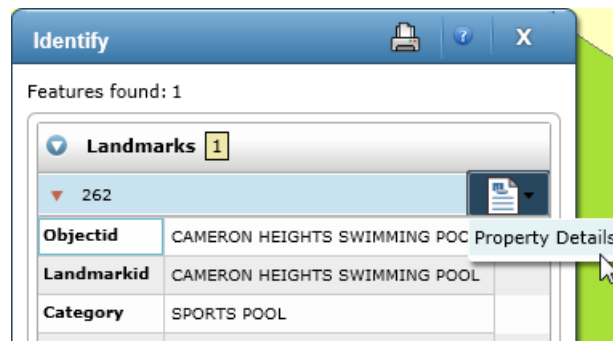 Identify ? X
Features found: 1
Landmarks 1
262
Objectid CAMERON HEIGHTS SWIMMING POO Property Details
Landmarkid CAMERON HEIGHTS SWIMMING POOL
Category SPORTS POOL